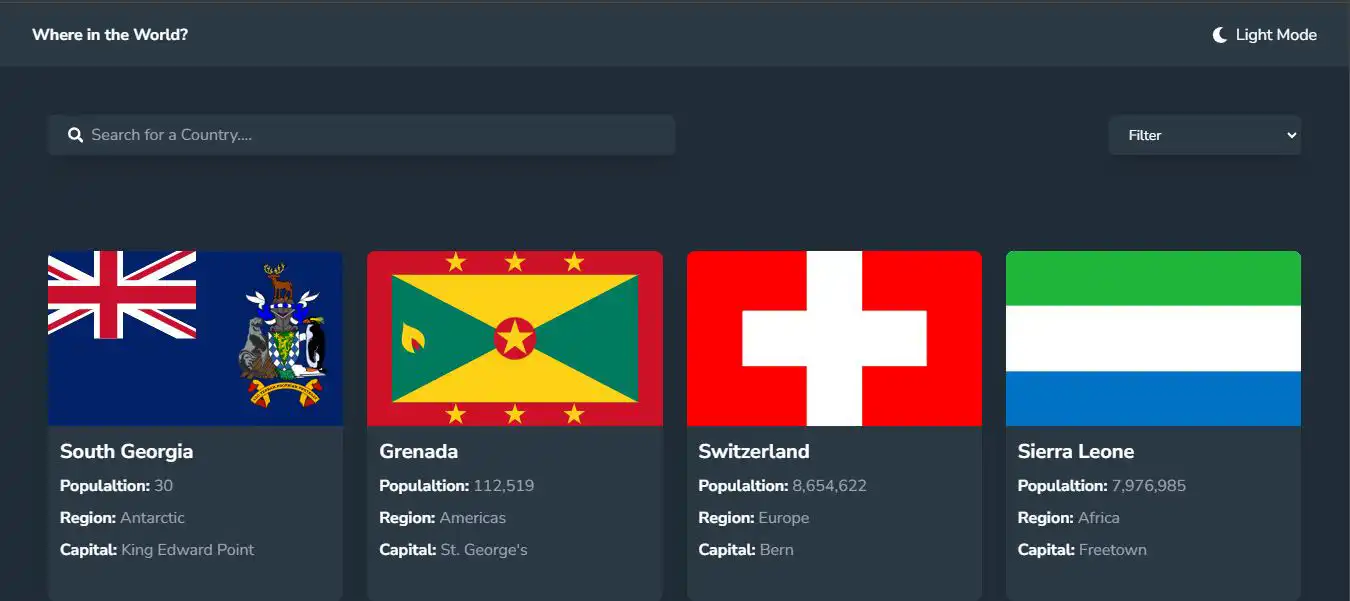 Where in the World?
Light Mode
Search for a Country....
Filter
South Georgia
Populaltion: 30
Region: Antarctic
Capital: King Edward Point
Grenada
Populaltion: 112,519
Region: Americas
Capital: St. George's
Switzerland
Populaltion: 8,654,622
Region: Europe
Capital: Bern
Sierra Leone
Populaltion: 7,976,985
Region: Africa
Capital: Freetown